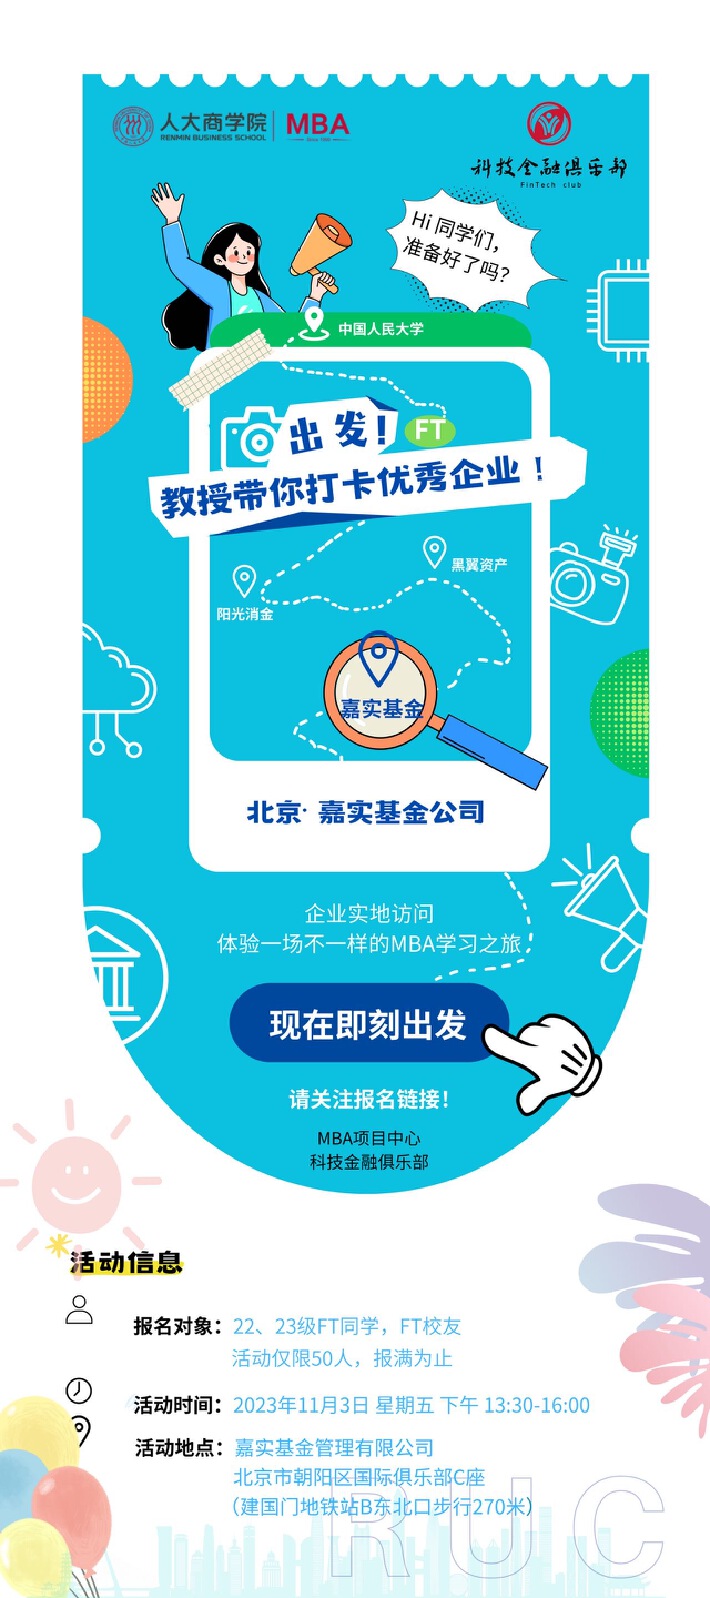 人大商学院
RENMIN BUSINESS SCHOOL
MBA
Since 1990
科技金融俱乐部
FinTech club
Hi 同学们，
准备好了吗？
中国人民大学
出发！
FT
教授带你打卡优秀企业！
黑翼资产
阳光消金
嘉实基金
北京· 嘉实基金公司
企业实地访问
体验一场不一样的MBA学习之旅
现在即刻出发
请关注报名链接！
MBA项目中心
科技金融俱乐部
活动信息
报名对象：22、23级FT同学，FT校友
活动仅限50人，报满为止
活动时间：2023年11月3日 星期五 下午 13:30-16:00
活动地点：嘉实基金管理有限公司
北京市朝阳区国际俱乐部C座
（建国门地铁站B东北口步行270米）
RUC